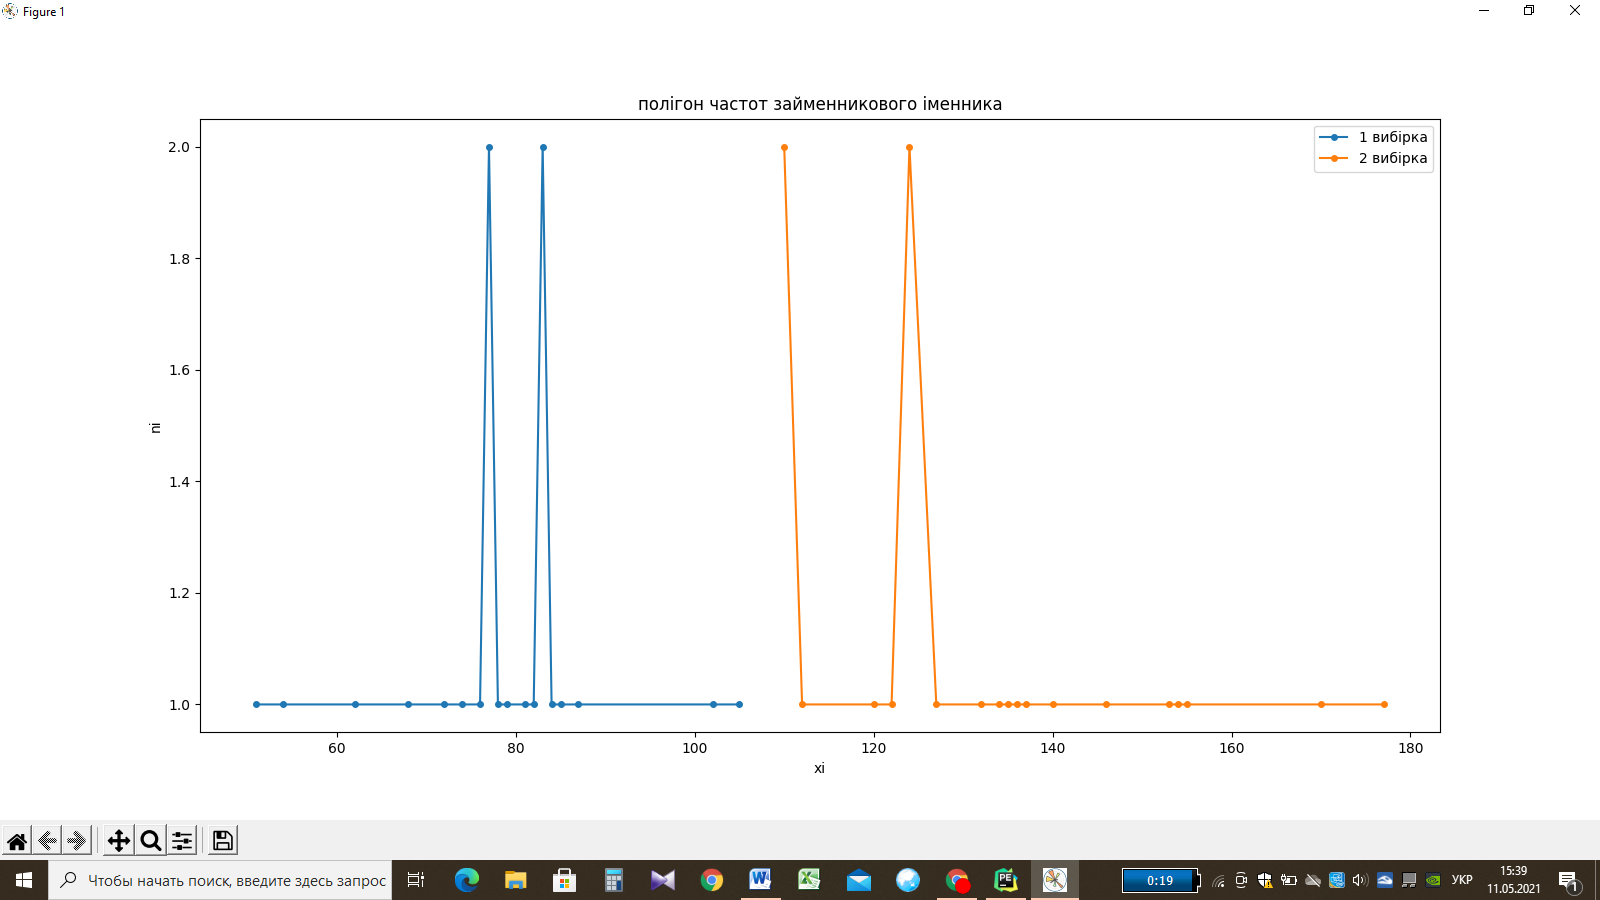 Figure 1
полігон частот займенникового іменника
1 вибірка
2 вибірка
2.0
1.8
1.6
1.4
1.2
1.0
ni
60 80 100 120 140 160 180
xi
Чтобы начать поиск, введите здесь запрос
W
X
PE
0:19
УКР
15:39
11.05.2021
1